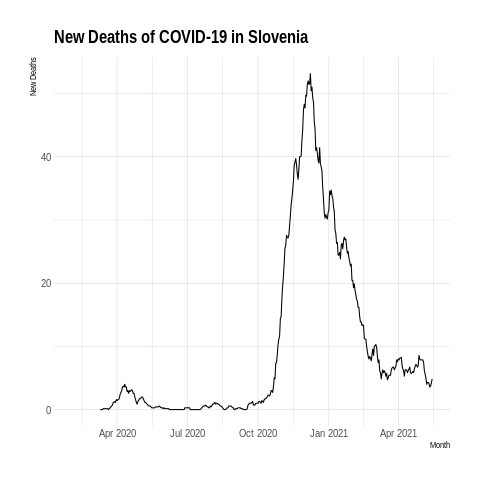 New Deaths of COVID-19 in Slovenia
New Deaths
40
20
0
Apr 2020 Jul 2020 Oct 2020 Jan 2021 Apr 2021
Month